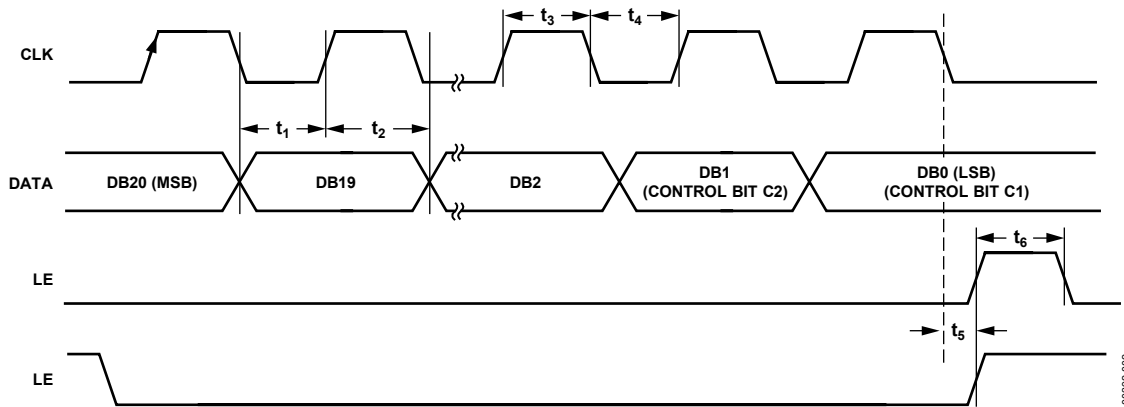 CLK
t3
t4
t1
t2
DATA
DB20 (MSB)
DB19
DB2
DB1
(CONTROL BIT C2)
DB0 (LSB)
(CONTROL BIT C1)
LE
t6
t5
LE